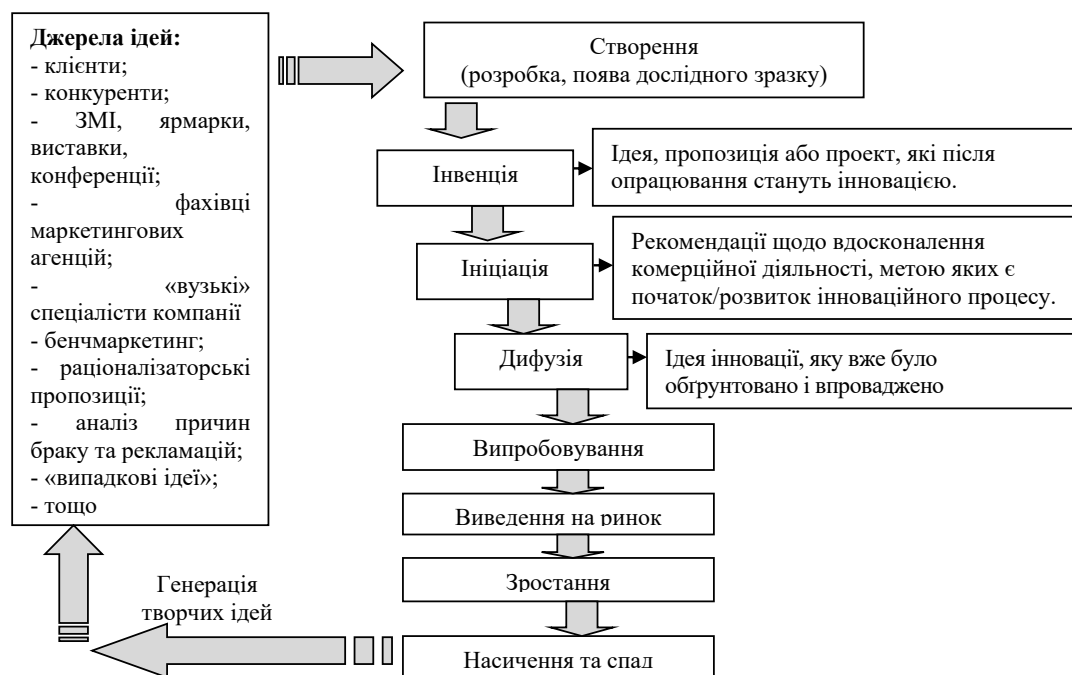 Джерела ідей:
- клієнти;
- конкуренти;
- ЗМІ, ярмарки,
виставки,
конференції;
- фахівці
маркетингових
агенцій;
- «вузькі»
спеціалісти компанії
- бенчмаркетинг;
- раціоналізаторські
пропозиції;
- аналіз причин
браку та рекламацій;
- «випадкові ідеї»;
- тощо
Створення
(розробка, поява дослідного зразку)
Інвенція
Ідея, пропозиція або проект, які після
опрацювання стануть інновацією.
Ініціація
Рекомендації щодо вдосконалення
комерційної діяльності, метою яких є
початок/розвиток інноваційного процесу.
Дифузія
Ідея інновації, яку вже було
обґрунтовано і впроваджено
Випробовування
Виведення на ринок
Зростання
Насичення та спад
Генерація
творчих ідей